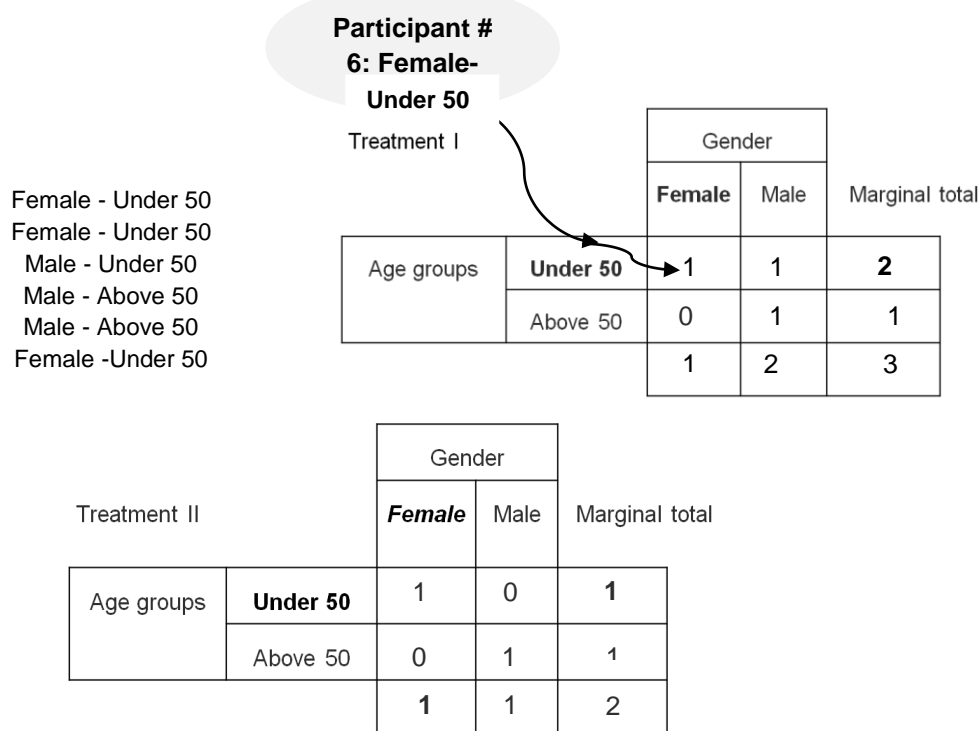 Participant #
6: Female-
Under 50
Treatment I
Gender
Female Male Marginal total
Female - Under 50
Female - Under 50
Male - Under 50
Male - Above 50
Male - Above 50
Female -Under 50
Age groups Under 50 1 1 2
Above 50 0 1 1
1 2 3
Gender
Treatment II Female Male Marginal total
Age groups Under 50 1 0 1
Above 50 0 1 1
1 1 2